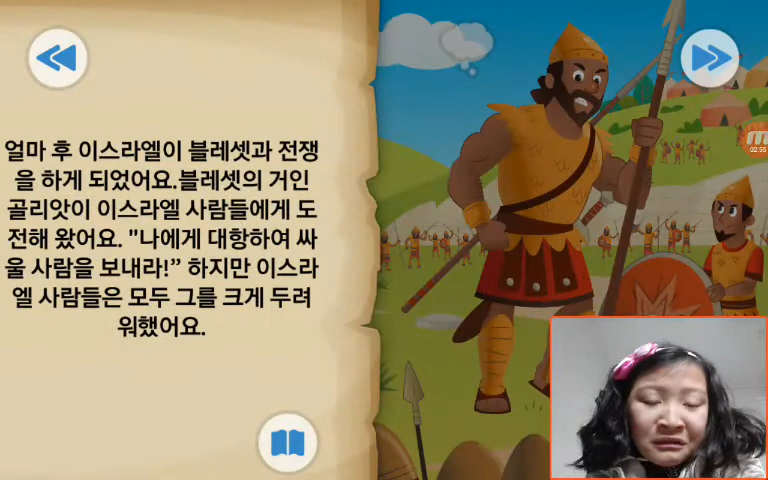 얼마 후 이스라엘이 블레셋과 전쟁
을 하게 되었어요.블레셋의 거인
골리앗이 이스라엘 사람들에게 도
전해 왔어요. "나에게 대항하여 싸
울 사람을 보내라!” 하지만 이스라
엘 사람들은 모두 그를 크게 두려
워했어요.
02:55